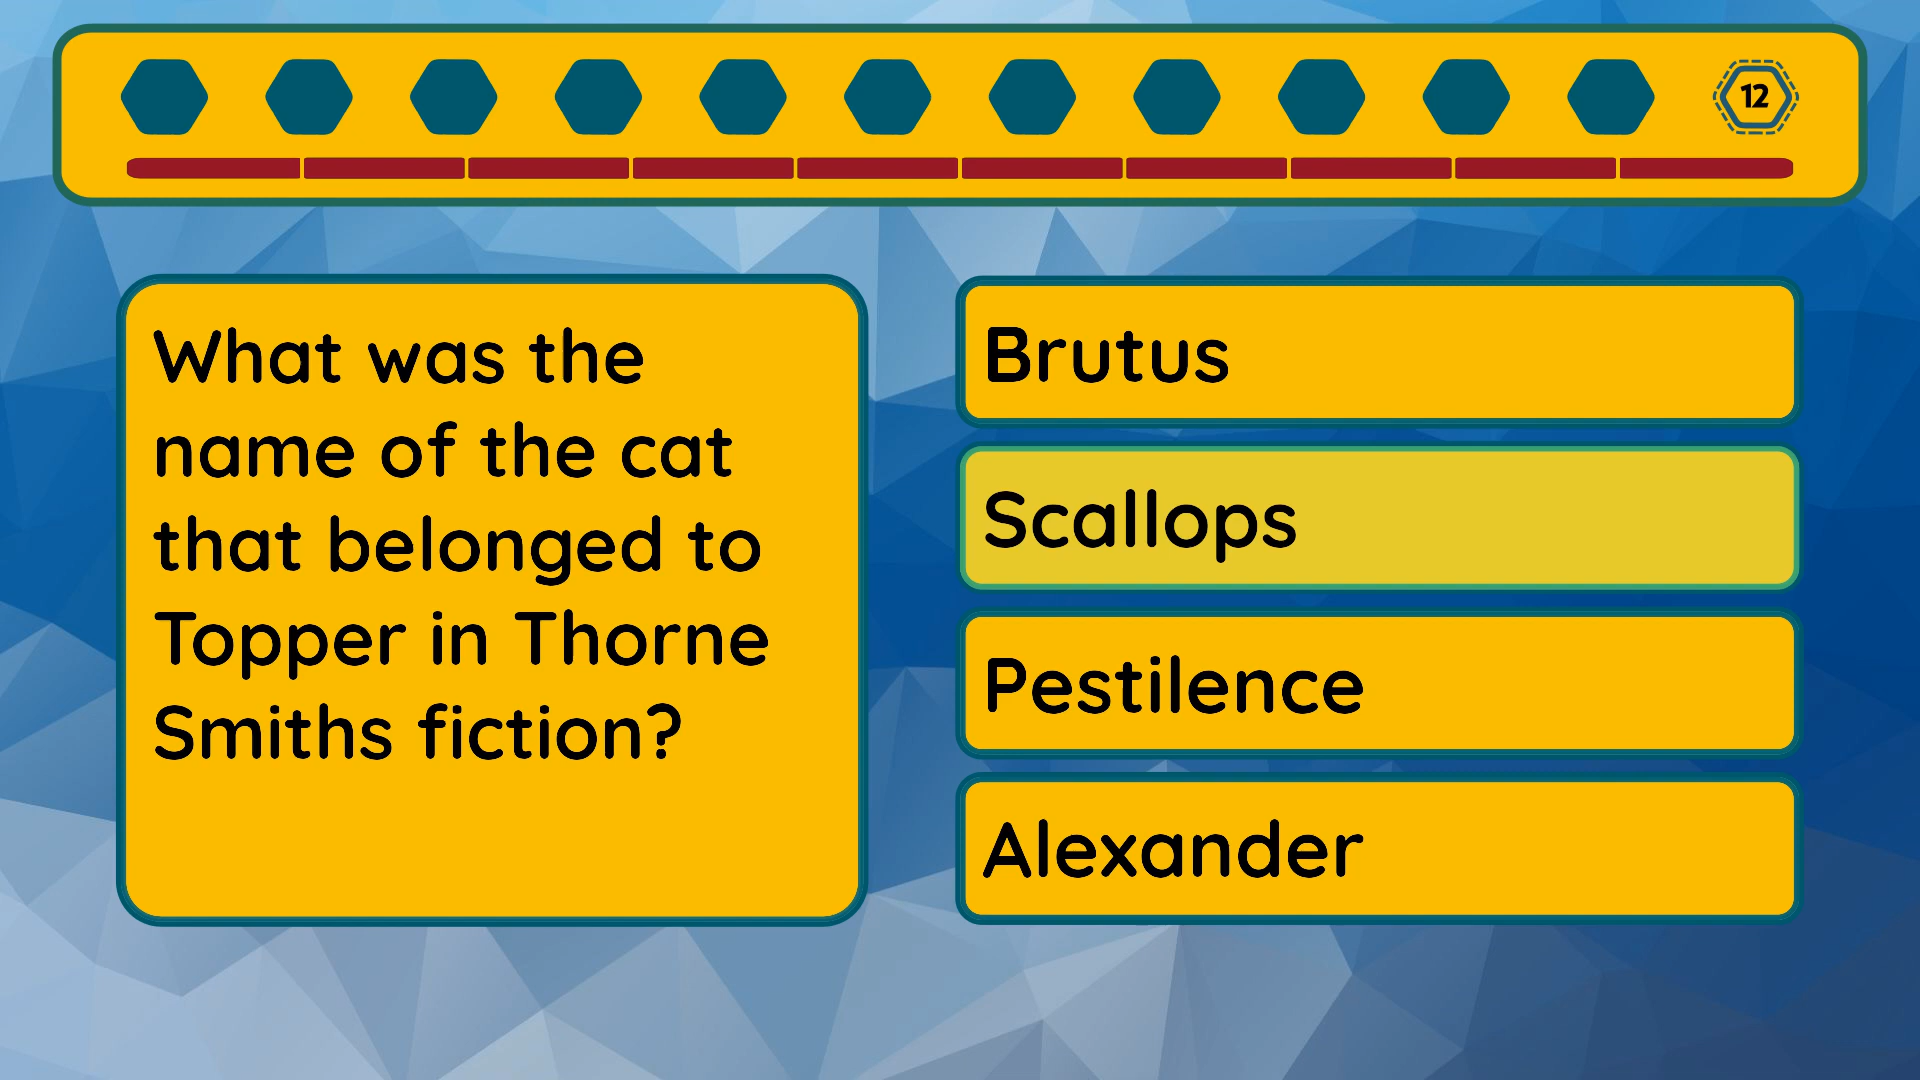 12
What was the
name of the cat
that belonged to
Topper in Thorne
Smiths fiction?
Brutus
Scallops
Pestilence
Alexander